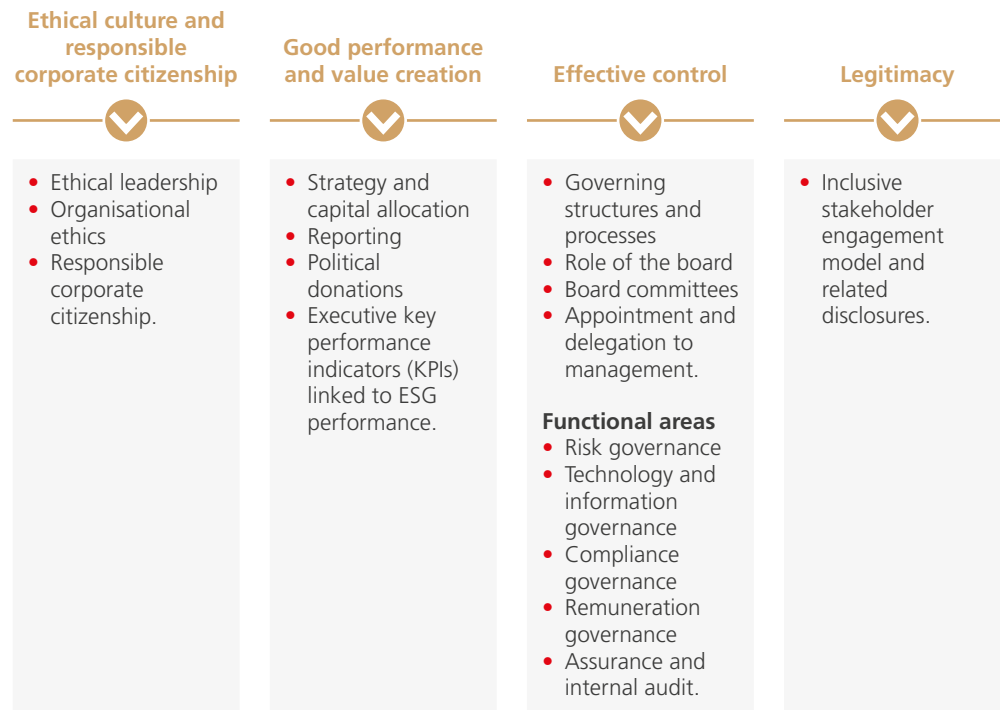 Ethical culture and
responsible
corporate citizenship
• Ethical leadership
• Organisational
ethics
• Responsible
corporate
citizenship.
Good performance
and value creation
• Strategy and
capital allocation
• Reporting
• Political
donations
• Executive key
performance
indicators (KPIs)
linked to ESG
performance.
Effective control
• Governing
structures and
processes
• Role of the board
• Board committees
• Appointment and
delegation to
management.
Functional areas
• Risk governance
• Technology and
information
governance
• Compliance
governance
• Remuneration
governance
• Assurance and
internal audit.
Legitimacy
• Inclusive
stakeholder
engagement
model and
related
disclosures.